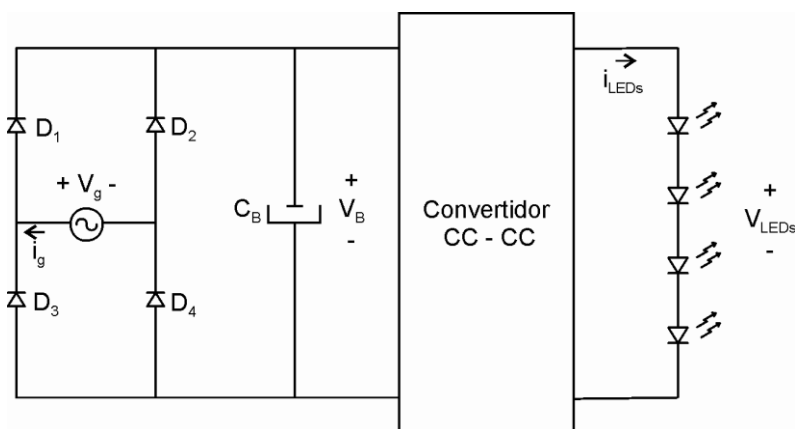 D1
D2
+ Vg -
ig
D3
D4
CB
+
VB
-
Convertidor
CC - CC
iLEDs
+
VLEDs
-